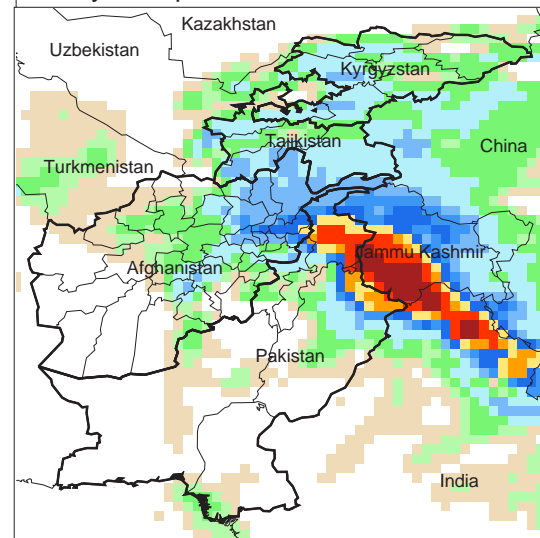 Kazakhstan
Uzbekistan
Kyrgyzstan
Tajikistan
China
Turkmenistan
Jammu Kashmir
Afghanistan
Pakistan
India